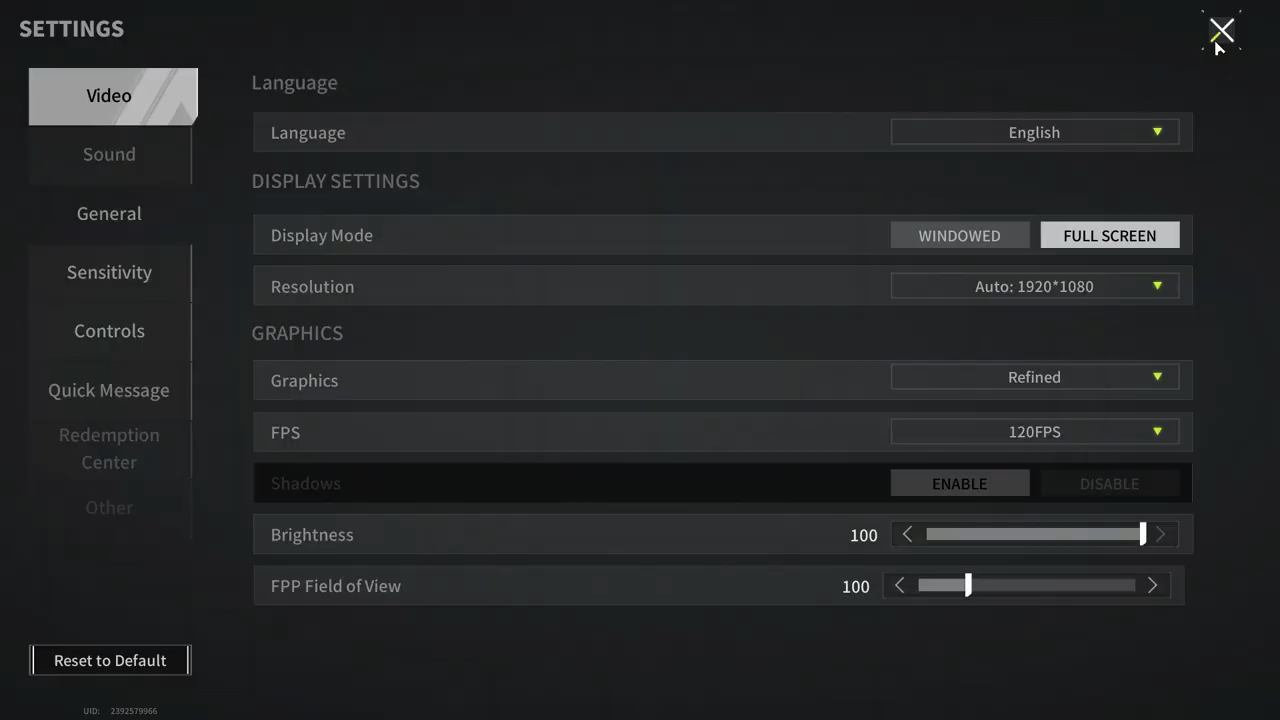 SETTINGS
Video
Sound
General
Sensitivity
Controls
Quick Message
Redemption
Center
Other
Reset to Default
UID: 2392579966
Language
Language English
DISPLAY SETTINGS
Display Mode WINDOWED FULL SCREEN
Resolution Auto: 1920*1080
GRAPHICS
Graphics Refined
FPS 120FPS
Shadows ENABLE DISABLE
Brightness 100
FPP Field of View 100